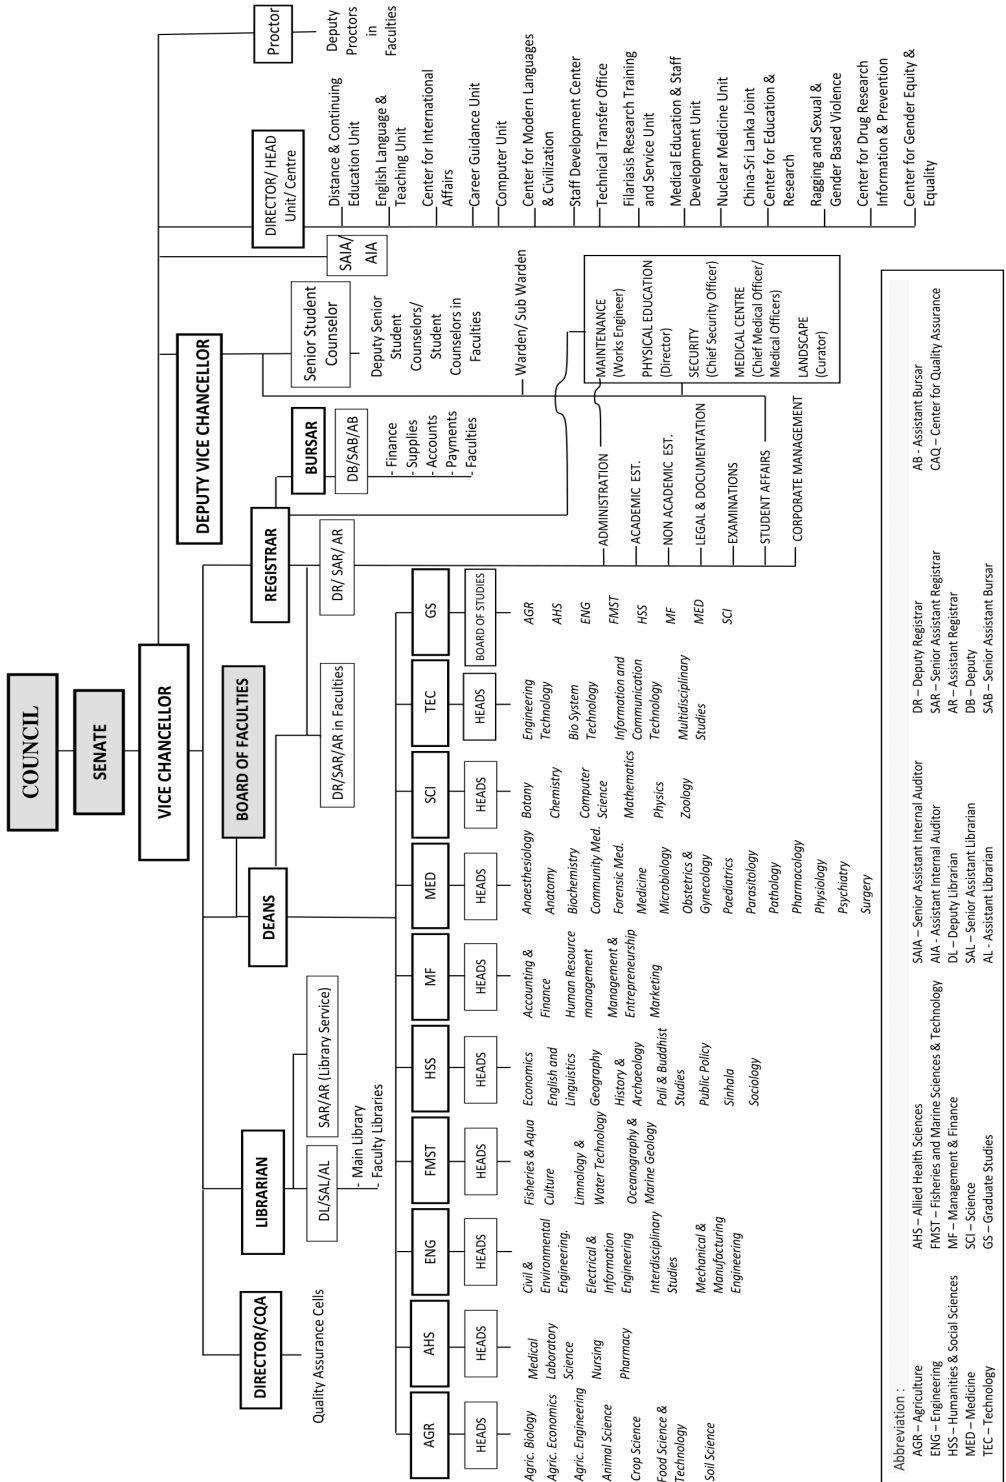 COUNCIL
SENATE
VICE CHANCELLOR
DEPUTY VICE CHANCELLOR
BOARD OF FACULTIES
DIRECTOR/CQA
Quality Assurance Cells
LIBRARIAN
DL/SAL/AL
SAR/AR (Library Service)
- Main Library
- Faculty Libraries
DEANS
DR/SAR/AR in Faculties
REGISTRAR
DR/ SAR/ AR
BURSAR
DB/SAB/AB
- Finance
- Supplies
- Accounts
- Payments
- Faculties
Senior Student
Counselor
Deputy Senior
Student
Counselors/
Student
Counselors in
Faculties
Warden/ Sub Warden
SAIA/
AIA
DIRECTOR/ HEAD
Unit/ Centre
Distance & Continuing
Education Unit
English Language &
Teaching Unit
Center for International
Affairs
Career Guidance Unit
Computer Unit
Center for Modern Languages
& Civilization
Staff Development Center
Technical Transfer Office
Filariasis Research Training
and Service Unit
Medical Education & Staff
Development Unit
Nuclear Medicine Unit
China-Sri Lanka Joint
Center for Education &
Research
Ragging and Sexual &
Gender Based Violence
Center for Drug Research
Information & Prevention
Center for Gender Equity &
Equality
Proctor
Deputy
Proctors
in
Faculties
ADMINISTRATION
ACADEMIC EST.
NON ACADEMIC EST.
LEGAL & DOCUMENTATION
EXAMINATIONS
STUDENT AFFAIRS
CORPORATE MANAGEMENT
MAINTENANCE
(Works Engineer)
PHYSICAL EDUCATION
(Director)
SECURITY
(Chief Security Officer)
MEDICAL CENTRE
(Chief Medical Officer/
Medical Officers)
LANDSCAPE
(Curator)
AGR
HEADS
Agric. Biology
Agric. Economics
Agric. Engineering
Animal Science
Crop Science
Food Science &
Technology
Soil Science
AHS
HEADS
Medical
Laboratory
Science
Nursing
Pharmacy
ENG
HEADS
Civil &
Environmental
Engineering.
Electrical &
Information
Engineering
Interdisciplinary
Studies
Mechanical &
Manufacturing
Engineering
FMST
HEADS
Fisheries & Aqua
Culture
Limnology &
Water Technology
Oceanography &
Marine Geology
HSS
HEADS
Economics
English and
Linguistics
Geography
History &
Archaeology
Pali & Buddhist
Studies
Public Policy
Sinhala
Sociology
MF
HEADS
Accounting &
Finance
Human Resource
management
Management &
Entrepreneurship
Marketing
MED
HEADS
Anaesthesiology
Anatomy
Biochemistry
Community Med.
Forensic Med.
Medicine
Microbiology
Obstetrics &
Gynecology
Paediatrics
Parasitology
Pathology
Pharmacology
Physiology
Psychiatry
Surgery
SCI
HEADS
Botany
Chemistry
Computer
Science
Mathematics
Physics
Zoology
TEC
HEADS
Engineering
Technology
Bio System
Technology
Information and
Communication
Technology
Multidisciplinary
Studies
GS
BOARD OF STUDIES
AGR
AHS
ENG
FMST
HSS
MF
MED
SCI
Abbreviation :
AGR – Agriculture
ENG – Engineering
HSS – Humanities & Social Sciences
MED – Medicine
TEC – Technology
AHS – Allied Health Sciences
FMST – Fisheries and Marine Sciences & Technology
MF – Management & Finance
SCI – Science
GS – Graduate Studies
SAIA – Senior Assistant Internal Auditor
AIA - Assistant Internal Auditor
DL – Deputy Librarian
SAL – Senior Assistant Librarian
AL - Assistant Librarian
DR – Deputy Registrar
SAR – Senior Assistant Registrar
AR – Assistant Registrar
DB – Deputy
SAB – Senior Assistant Bursar
AB - Assistant Bursar
CAQ – Center for Quality Assurance